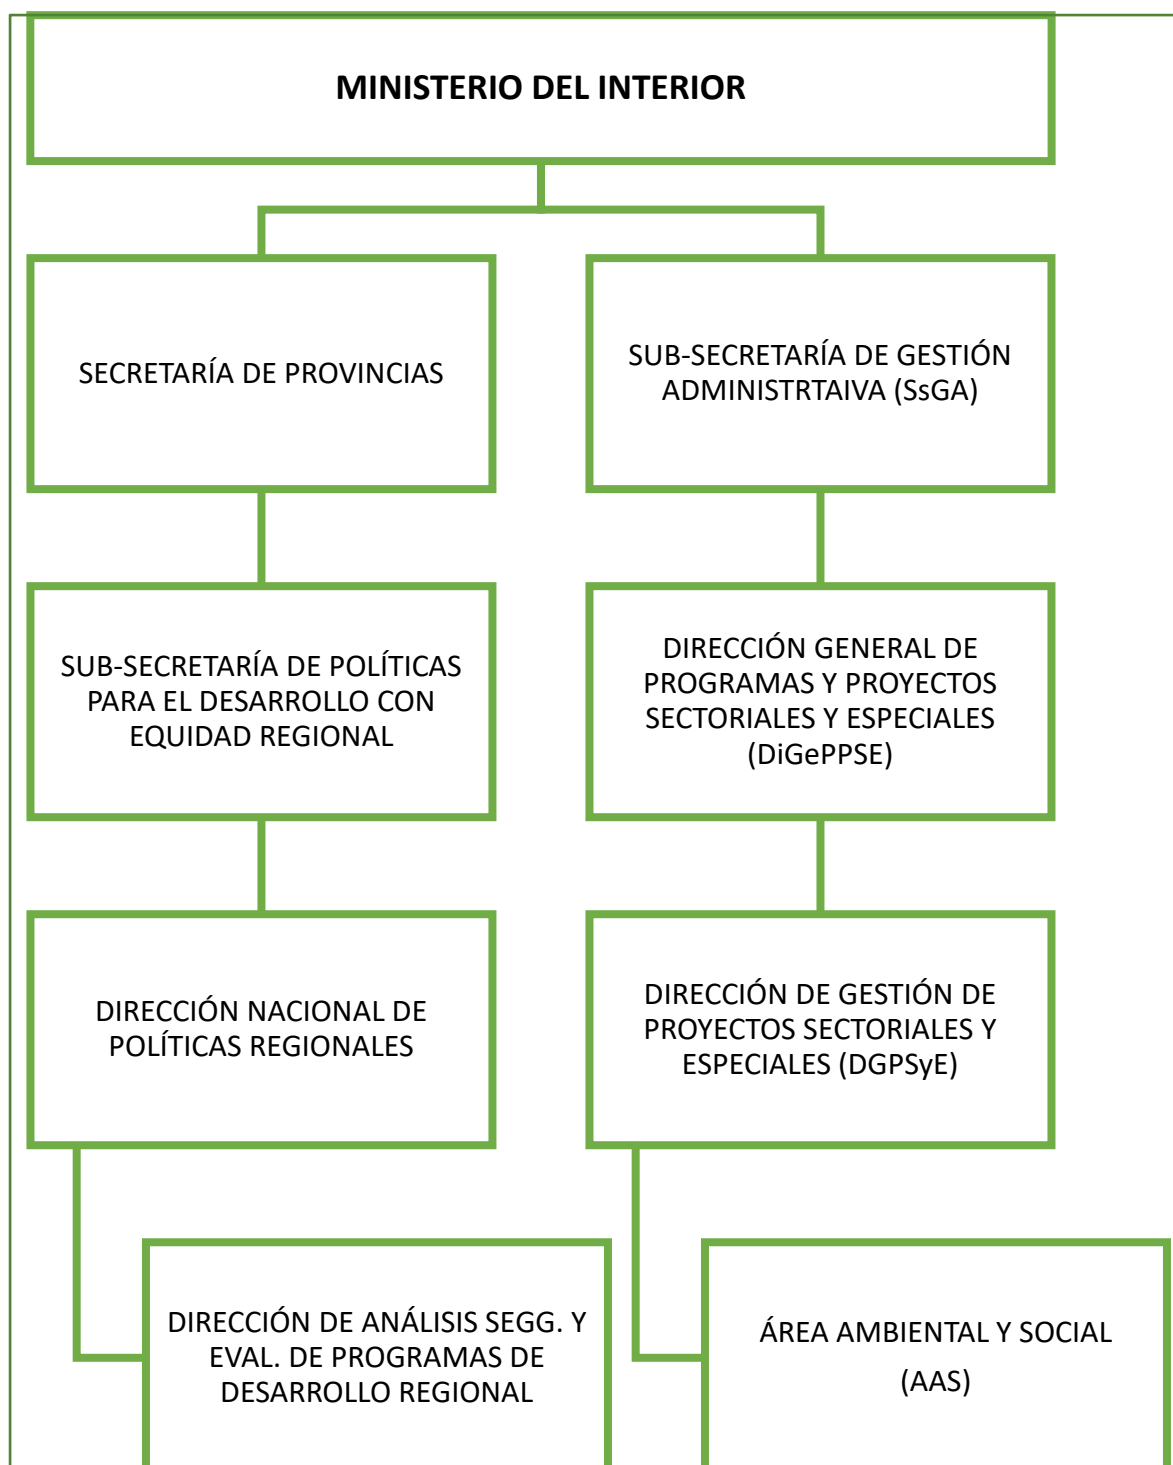 MINISTERIO DEL INTERIOR
SECRETARÍA DE PROVINCIAS
SUB-SECRETARÍA DE GESTIÓN
ADMINISTRTAIVA (SsGA)
SUB-SECRETARÍA DE POLÍTICAS
PARA EL DESARROLLO CON
EQUIDAD REGIONAL
DIRECCIÓN GENERAL DE
PROGRAMAS Y PROYECTOS
SECTORIALES Y ESPECIALES
(DiGePPSE)
DIRECCIÓN NACIONAL DE
POLÍTICAS REGIONALES
DIRECCIÓN DE GESTIÓN DE
PROYECTOS SECTORIALES Y
ESPECIALES (DGPSyE)
DIRECCIÓN DE ANÁLISIS SEGG. Y
EVAL. DE PROGRAMAS DE
DESARROLLO REGIONAL
ÁREA AMBIENTAL Y SOCIAL
(AAS)